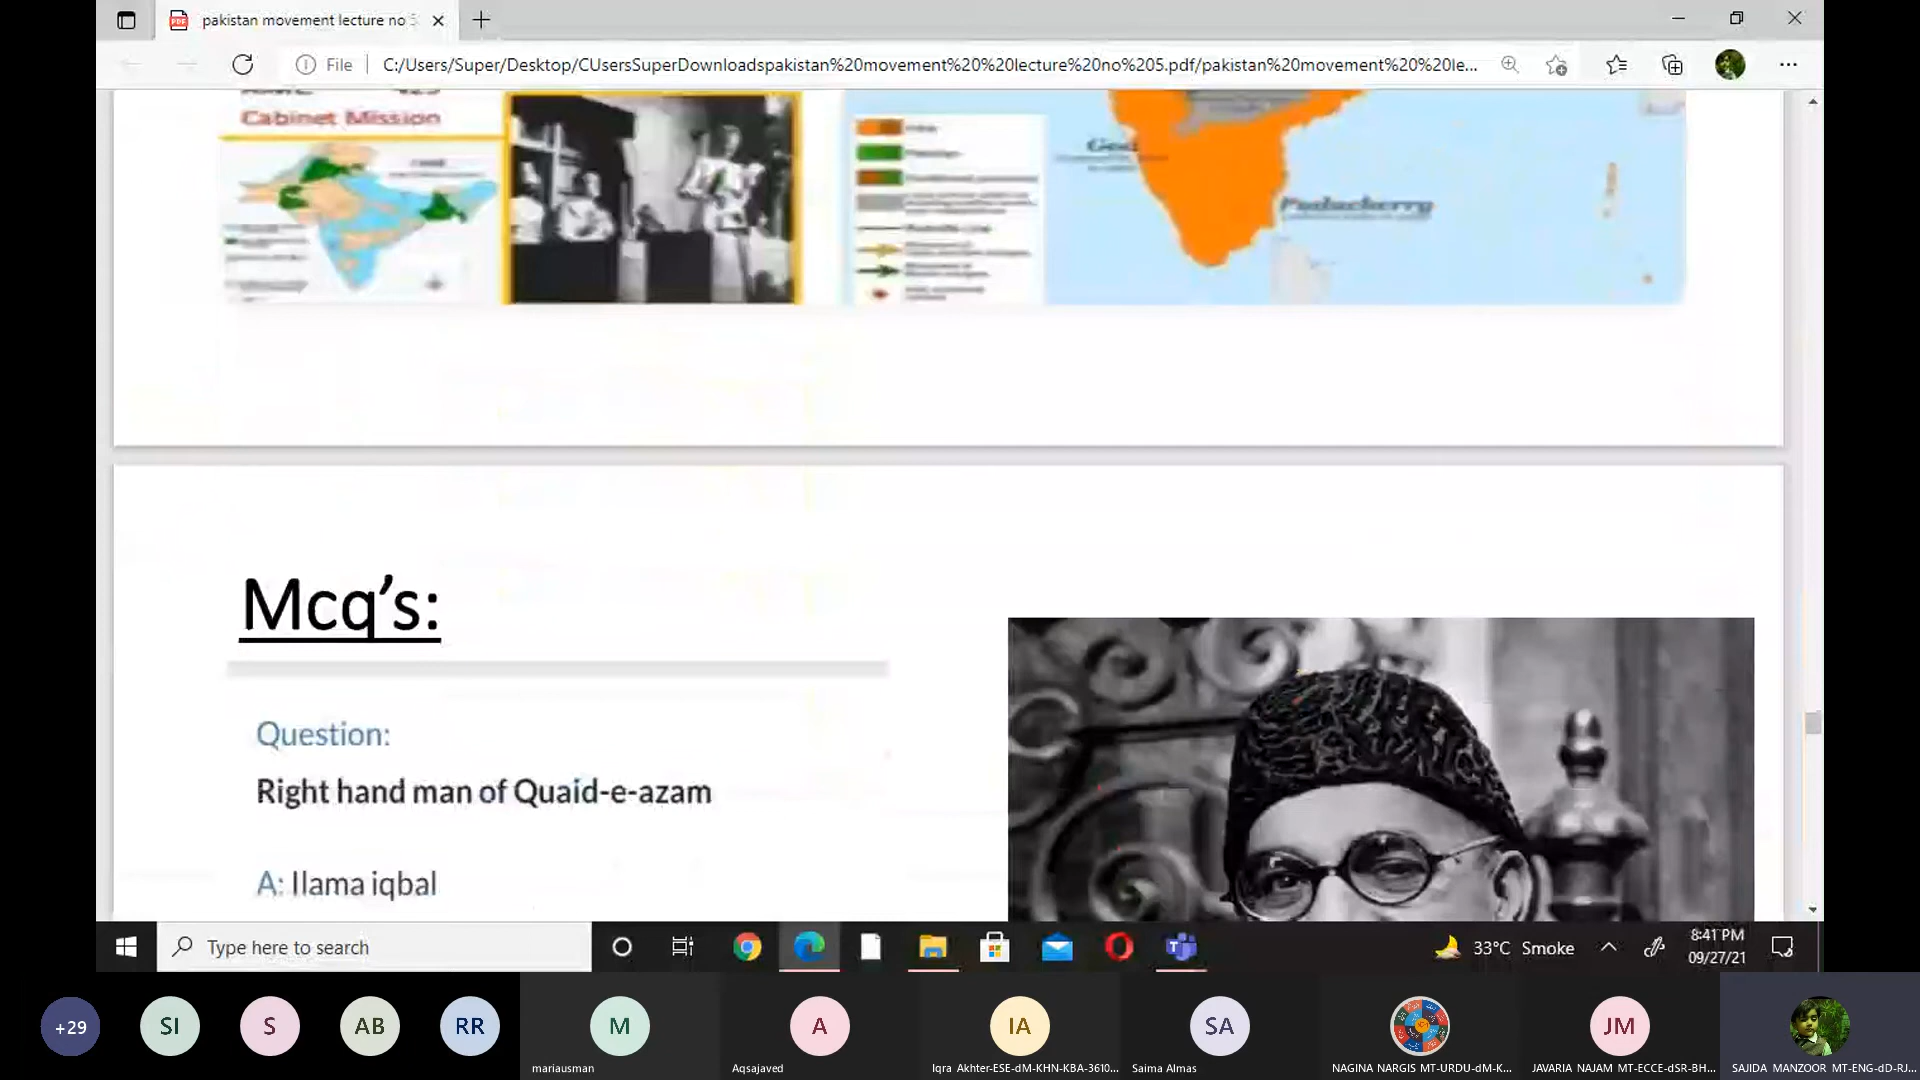 pakistan movement lecture no 5
File
C:/Users/Super/Desktop/CUsersSuperDownloadspakistan%20movement%20%20lecture%20no%205.pdf/pakistan%20movement%20%20le...
Cabinet Mission
Goa
Puducherry
Mcq's:
Question:
Right hand man of Quaid-e-azam
A: Ilama iqbal
Type here to search
33°C Smoke
8:41 PM
09/27/21
+29
SI
S
AB
RR
M
A
IA
SA
JM
mariausman
Aqsajaved
Iqra Akhter-ESE-dM-KHN-KBA-3610...
Saima Almas
NAGINA NARGIS MT-URDU-dM-K...
JAVARIA NAJAM MT-ECCE-dSR-BH...
SAJIDA MANZOOR MT-ENG-dD-RJ...